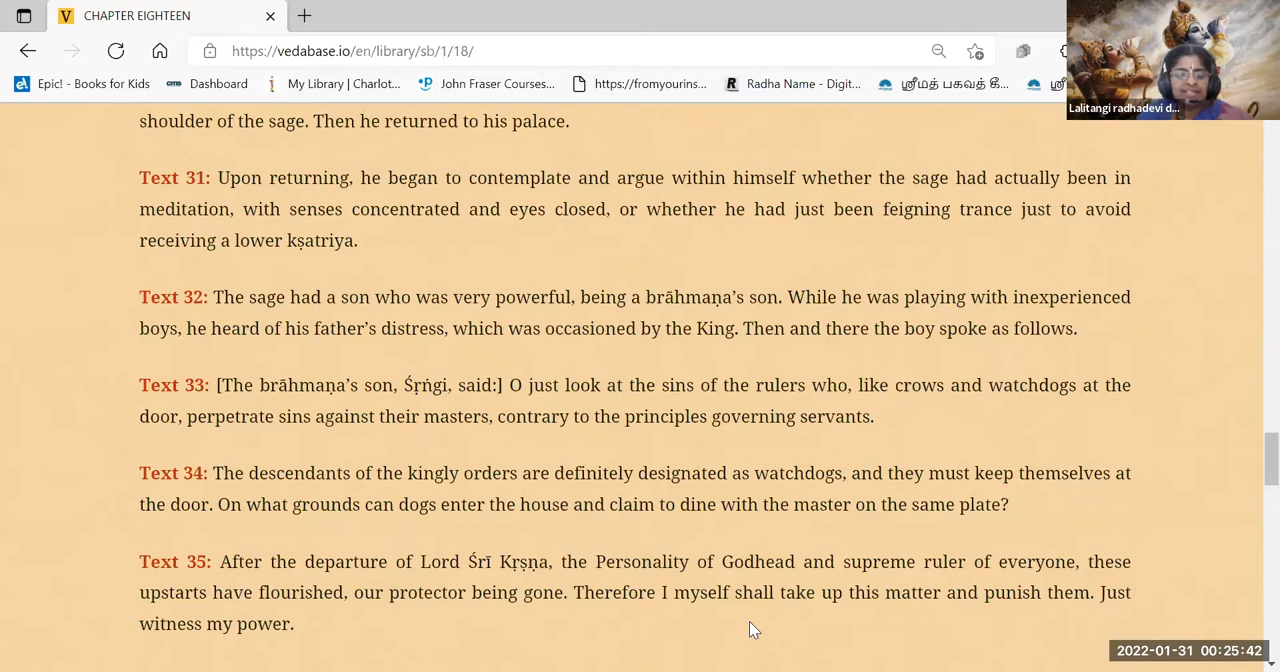 CHAPTER EIGHTEEN
https://vedabase.io/en/library/sb/1/18/
Epic! - Books for Kids
cms Dashboard
My Library | Charlot...
John Fraser Courses...
https://fromyourins...
Radha Name - Digit...
ஸ்ரீமத் பகவத் கீ...
Lalitangi radhadevi d...
shoulder of the sage. Then he returned to his palace.
Text 31: Upon returning, he began to contemplate and argue within himself whether the sage had actually been in
meditation, with senses concentrated and eyes closed, or whether he had just been feigning trance just to avoid
receiving a lower kṣatriya.
Text 32: The sage had a son who was very powerful, being a brāhmaṇa’s son. While he was playing with inexperienced
boys, he heard of his father’s distress, which was occasioned by the King. Then and there the boy spoke as follows.
Text 33: [The brāhmaṇa’s son, Śṛṅgi, said:] O just look at the sins of the rulers who, like crows and watchdogs at the
door, perpetrate sins against their masters, contrary to the principles governing servants.
Text 34: The descendants of the kingly orders are definitely designated as watchdogs, and they must keep themselves at
the door. On what grounds can dogs enter the house and claim to dine with the master on the same plate?
Text 35: After the departure of Lord Śrī Kṛṣṇa, the Personality of Godhead and supreme ruler of everyone, these
upstarts have flourished, our protector being gone. Therefore I myself shall take up this matter and punish them. Just
witness my power.
2022-01-31 00:25:42